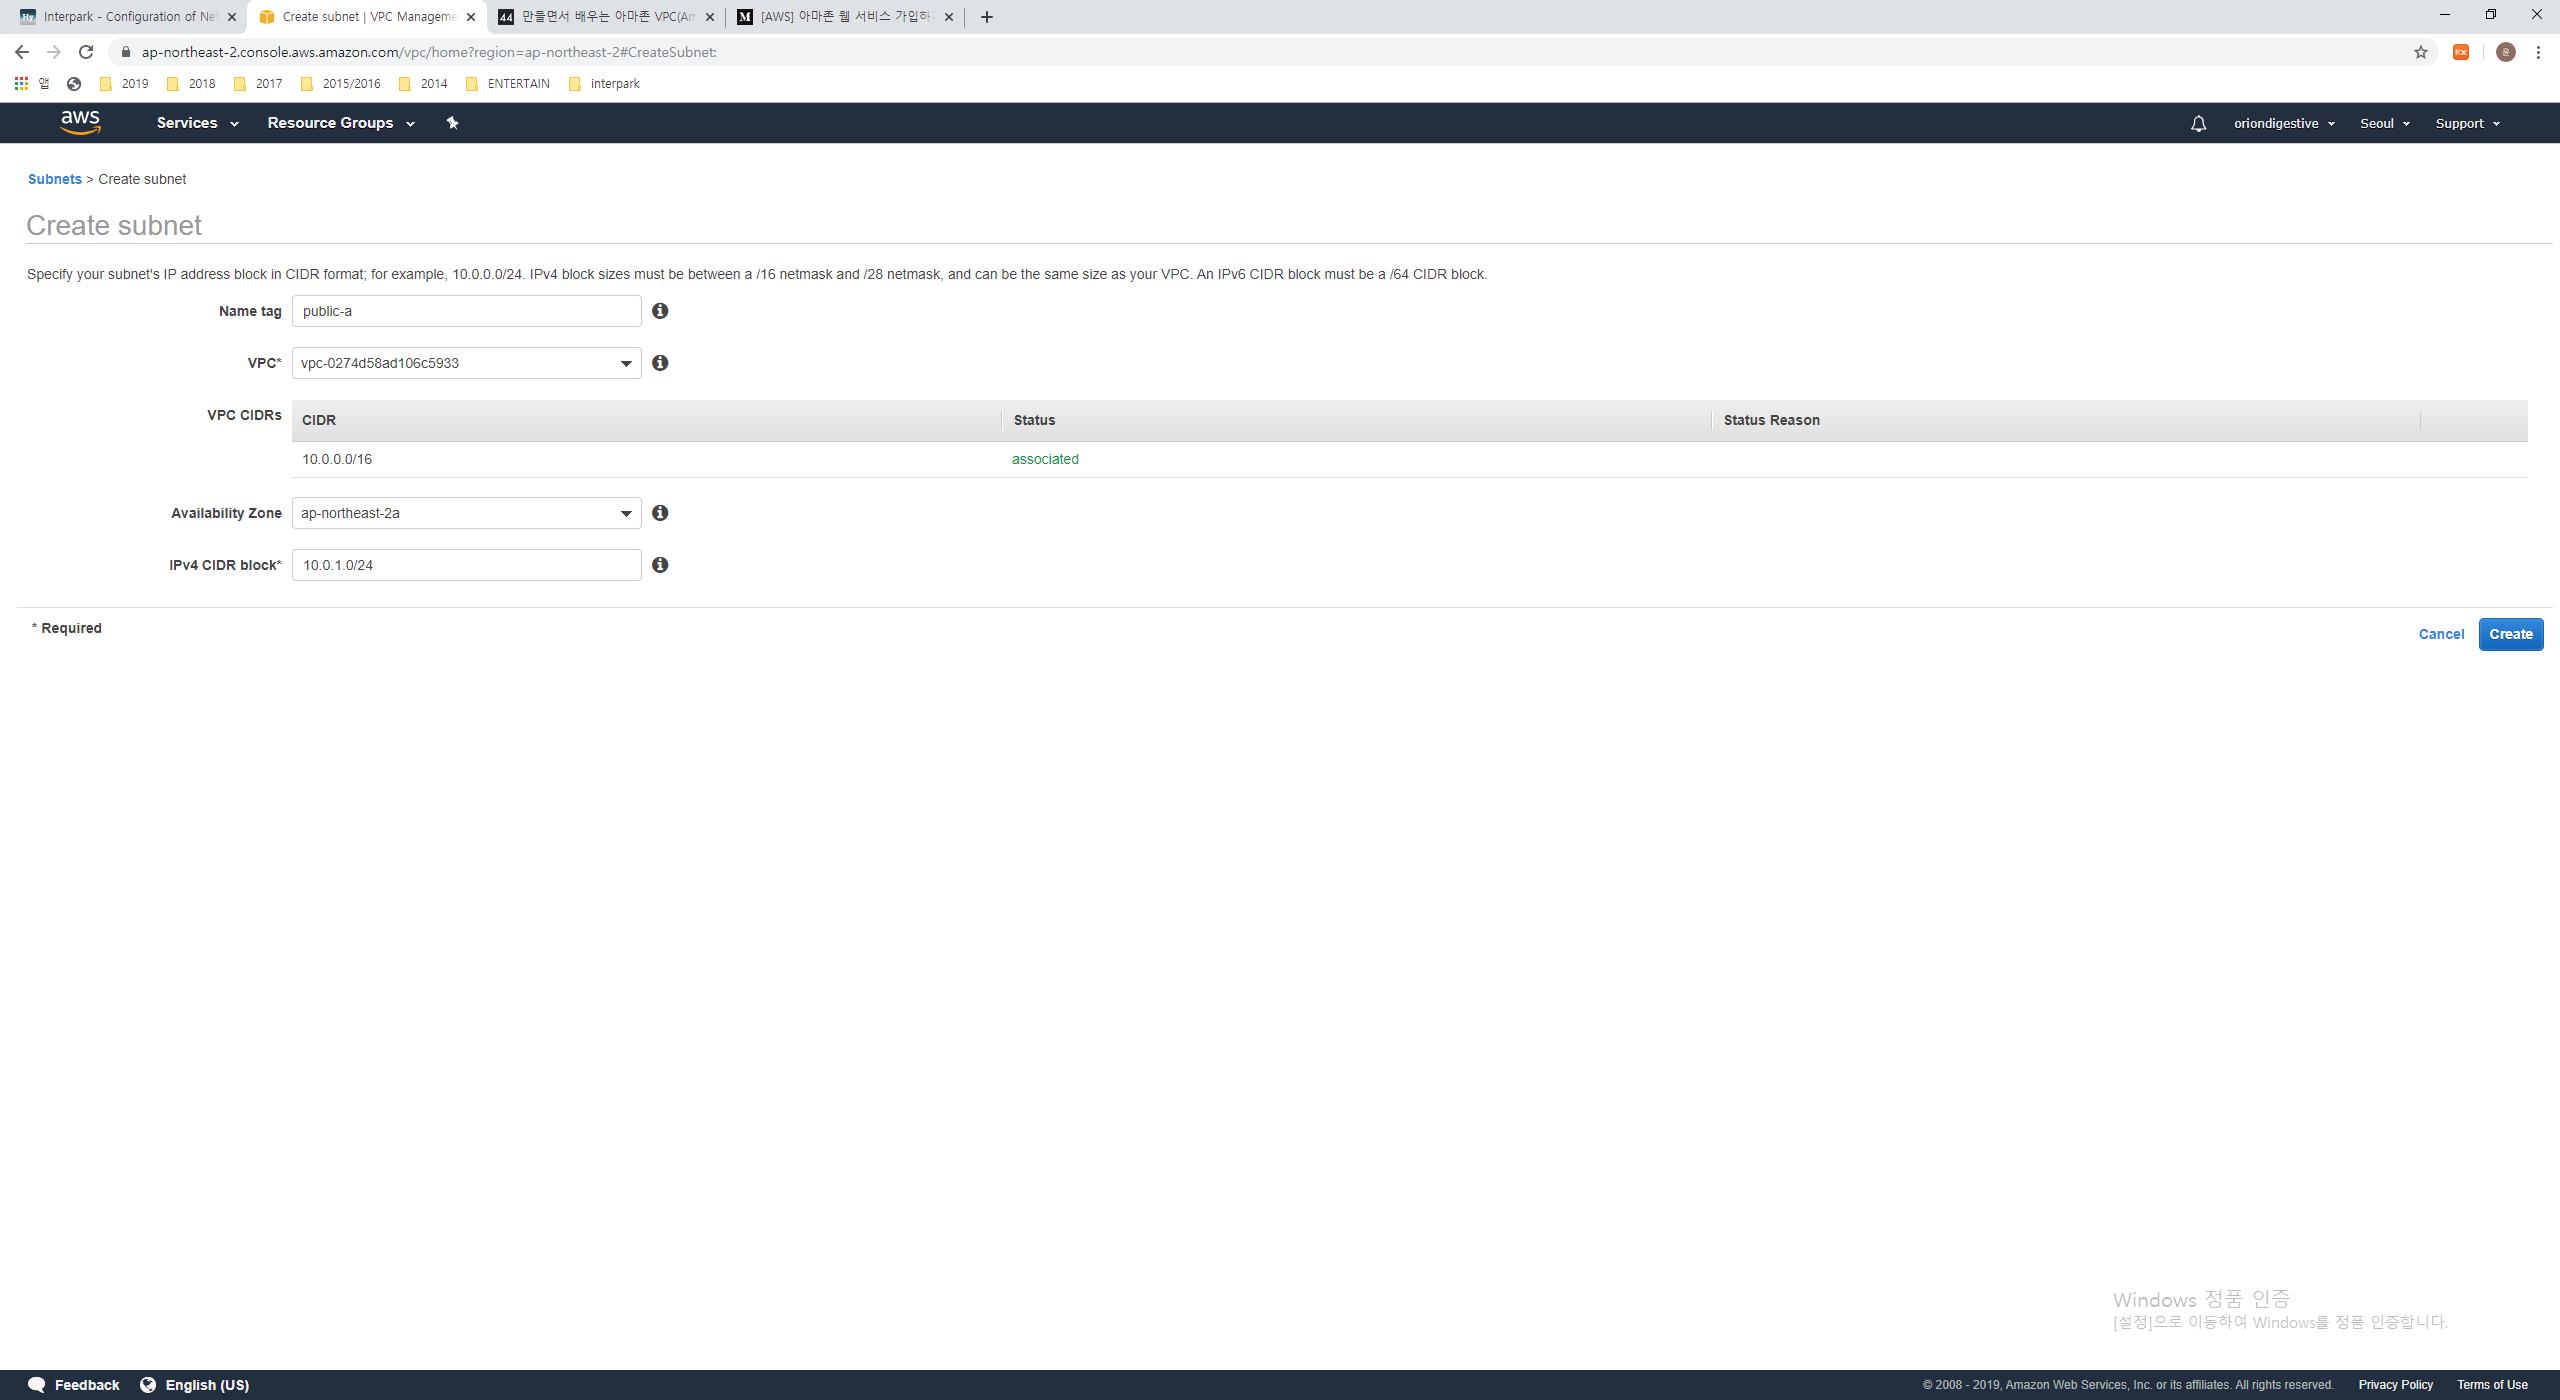 Interpark - Configuration of Net
Create subnet | VPC Manageme
44 만들면서 배우는 아마존 VPC(Am
M [AWS] 아마존 웹 서비스 가입하
ap-northeast-2.console.aws.amazon.com/vpc/home?region=ap-northeast-2#CreateSubnet:
앱 2019 2018 2017 2015/2016 2014 ENTERTAIN interpark
aws Services Resource Groups oriondigestive Seoul Support
Subnets > Create subnet
Create subnet
Specify your subnet's IP address block in CIDR format; for example, 10.0.0.0/24. IPv4 block sizes must be between a /16 netmask and /28 netmask, and can be the same size as your VPC. An IPv6 CIDR block must be a /64 CIDR block.
Name tag public-a
VPC* vpc-0274d58ad106c5933
VPC CIDRs CIDR Status Status Reason
10.0.0.0/16 associated
Availability Zone ap-northeast-2a
IPv4 CIDR block* 10.0.1.0/24
* Required Cancel Create
Windows 정품 인증
[설정]으로 이동하여 Windows를 정품 인증합니다.
Feedback English (US) © 2008 - 2019, Amazon Web Services, Inc. or its affiliates. All rights reserved. Privacy Policy Terms of Use